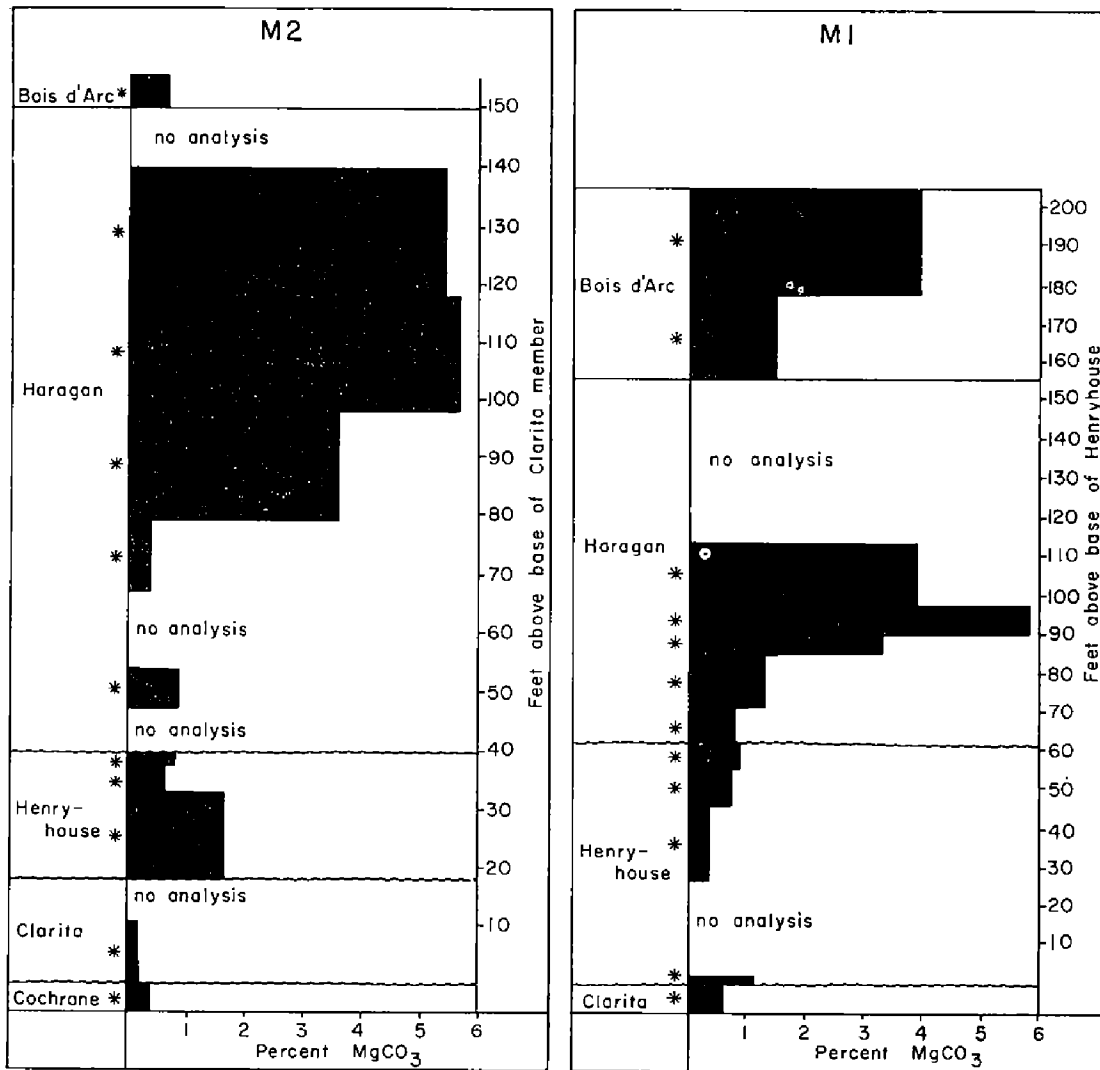 M2
Bois d'Arc*
150
no analysis
140
*
130
120
*
110
Haragan
100
*
90
80
*
70
no analysis
60
*
50
no analysis
40
*
*
Henry-
house
30
*
20
no analysis
Clarita
10
*
Cochrane *
1 2 3 4 5 6
Percent MgCO3
Feet above base of Clarita member
M1
200
*
190
Bois d'Arc
180
170
*
160
150
140
no analysis
130
120
Haragan
110
*
100
*
90
*
80
*
70
*
60
*
50
*
40
*
Henry-
house
30
20
no analysis
10
*
Clarita *
1 2 3 4 5 6
Percent MgCO3
Feet above base of Henryhouse